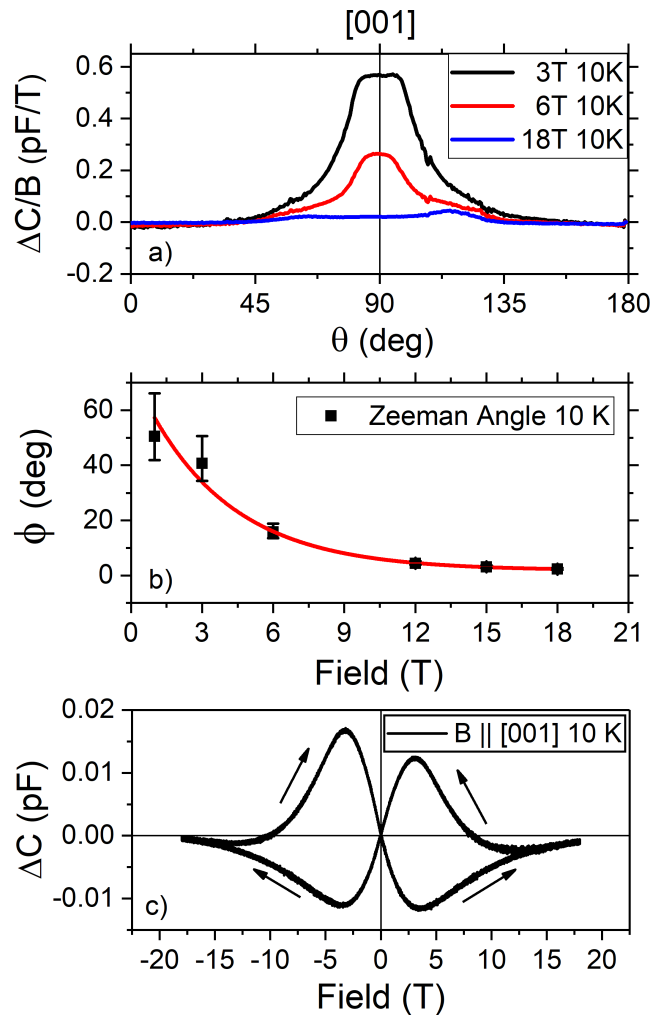 [001]
ΔC/B (pF/T)
0.6
0.4
0.2
0.0
-0.2
3T 10K
6T 10K
18T 10K
a)
0 45 90 135 180
θ (deg)
ϕ (deg)
60
40
20
0
Zeeman Angle 10 K
b)
0 3 6 9 12 15 18 21
Field (T)
ΔC (pF)
0.02
0.01
0.00
-0.01
B || [001] 10 K
c)
-20 -15 -10 -5 0 5 10 15 20
Field (T)